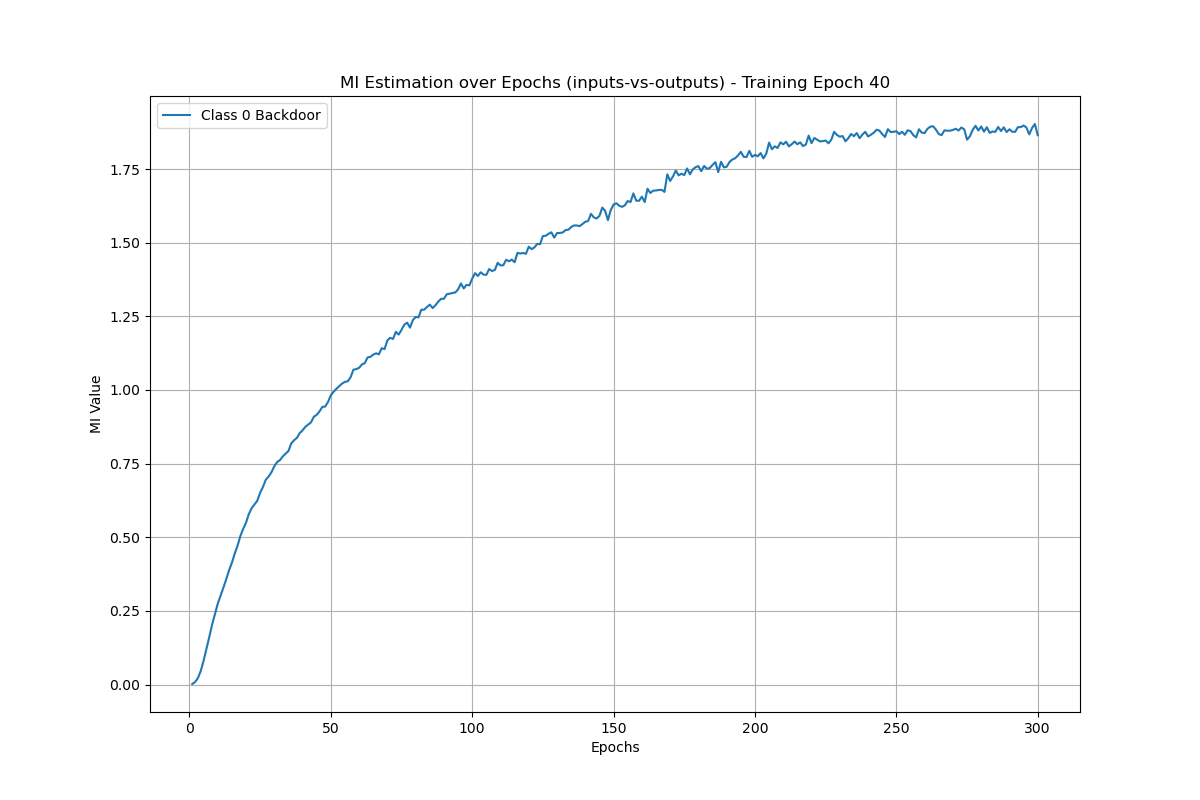 MI Estimation over Epochs (inputs-vs-outputs) - Training Epoch 40
Class 0 Backdoor
MI Value
1.75
1.50
1.25
1.00
0.75
0.50
0.25
0.00
0 50 100 150 200 250 300
Epochs